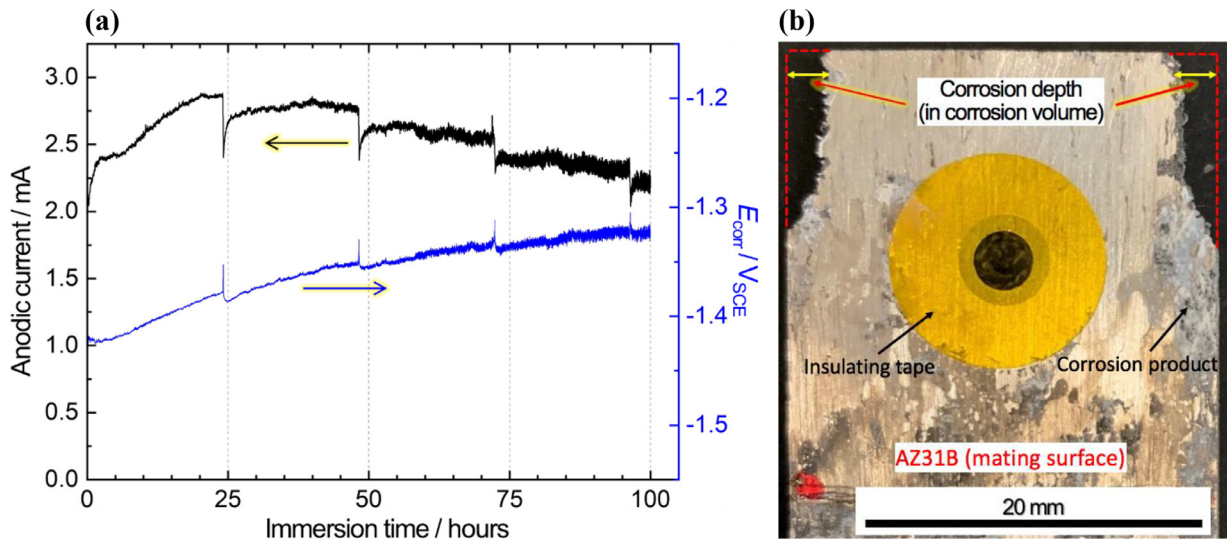 (a)
3.0
2.5
2.0
1.5
1.0
0.5
0.0
Anodic current / mA
0
25
50
75
100
Immersion time / hours
-1.2
-1.3
-1.4
-1.5
E_corr / V_SCE
(b)
Corrosion depth
(in corrosion volume)
Insulating tape
Corrosion product
AZ31B (mating surface)
20 mm